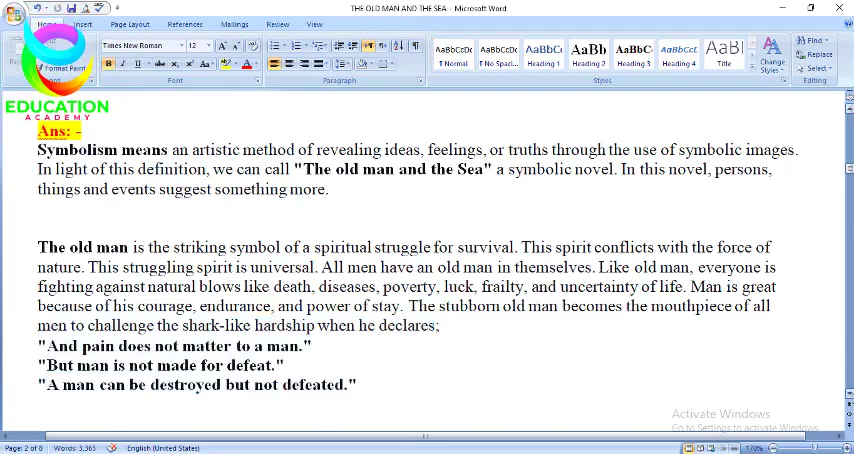 THE OLD MAN AND THE SEA - Microsoft Word
Home Insert Page Layout References Mailings Review View
Times New Roman 12
Format Paint
Font Paragraph Styles Editing
AaBbCcDc AaBbCcDc AaBbC AaBb AaBbC AaBbCcL AaBl
¶ Normal ¶ No Spaci... Heading 1 Heading 2 Heading 3 Heading 4 Title
Change Styles
Find
Replace
Select
EDUCATION
ACADEMY
Ans: -
Symbolism means an artistic method of revealing ideas, feelings, or truths through the use of symbolic images.
In light of this definition, we can call "The old man and the Sea" a symbolic novel. In this novel, persons,
things and events suggest something more.
The old man is the striking symbol of a spiritual struggle for survival. This spirit conflicts with the force of
nature. This struggling spirit is universal. All men have an old man in themselves. Like old man, everyone is
fighting against natural blows like death, diseases, poverty, luck, frailty, and uncertainty of life. Man is great
because of his courage, endurance, and power of stay. The stubborn old man becomes the mouthpiece of all
men to challenge the shark-like hardship when he declares;
"And pain does not matter to a man."
"But man is not made for defeat."
"A man can be destroyed but not defeated."
Activate Windows
Go to Settings to activate Windows.
Page: 2 of 8 Words: 3,365 English (United States) 170%